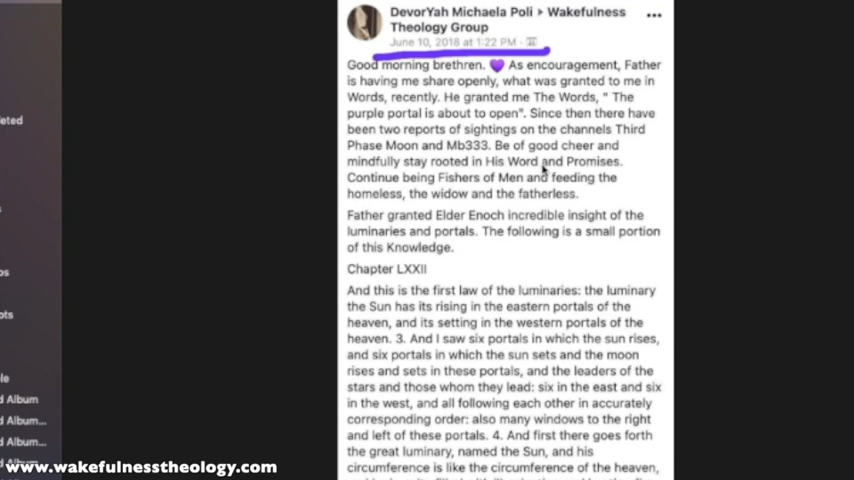 DevorYah Michaela Poli ▸ Wakefulness
Theology Group
June 10, 2018 at 1:22 PM ·
Good morning brethren. 💜 As encouragement, Father
is having me share openly, what was granted to me in
Words, recently. He granted me The Words, " The
purple portal is about to open". Since then there have
been two reports of sightings on the channels Third
Phase Moon and Mb333. Be of good cheer and
mindfully stay rooted in His Word and Promises.
Continue being Fishers of Men and feeding the
homeless, the widow and the fatherless.
Father granted Elder Enoch incredible insight of the
luminaries and portals. The following is a small portion
of this Knowledge.
Chapter LXXII
And this is the first law of the luminaries: the luminary
the Sun has its rising in the eastern portals of the
heaven, and its setting in the western portals of the
heaven. 3. And I saw six portals in which the sun rises,
and six portals in which the sun sets and the moon
rises and sets in these portals, and the leaders of the
stars and those whom they lead: six in the east and six
in the west, and all following each other in accurately
corresponding order: also many windows to the right
and left of these portals. 4. And first there goes forth
the great luminary, named the Sun, and his
circumference is like the circumference of the heaven,
eted
s
os
ots
le
d Album
d Album...
d Album...
www.wakefulnesstheology.com